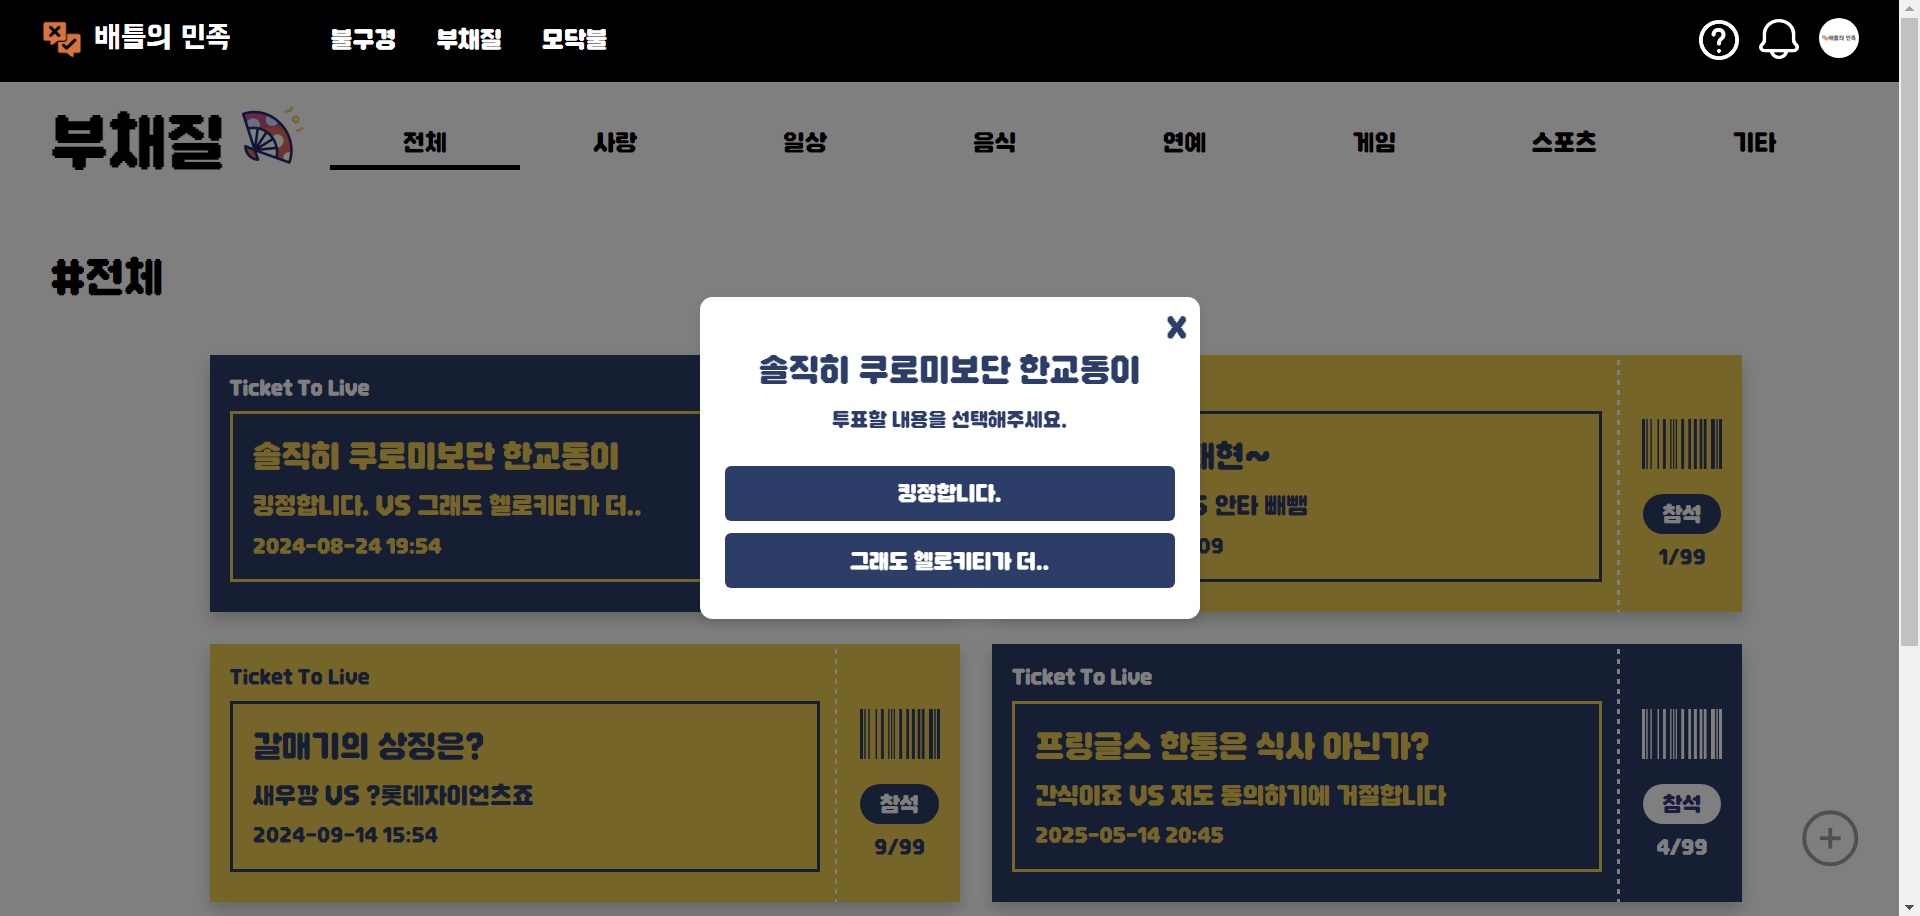 배틀의 민족
불구경 부채질 모닥불
부채질
전체 사랑 일상 음식 연예 게임 스포츠 기타
#전체
X
솔직히 쿠로미보단 한교동이
투표할 내용을 선택해주세요.
킹정합니다.
그래도 헬로키티가 더..
Ticket To Live
솔직히 쿠로미보단 한교동이
킹정합니다. VS 그래도 헬로키티가 더..
2024-08-24 19:54
재현~
안타 빼뺌
09
참석
1/99
Ticket To Live
갈매기의 상징은?
새우깡 VS ?롯데자이언츠죠
2024-09-14 15:54
참석
9/99
Ticket To Live
프링글스 한통은 식사 아닌가?
간식이죠 VS 저도 동의하기에 거절합니다
2025-05-14 20:45
참석
4/99